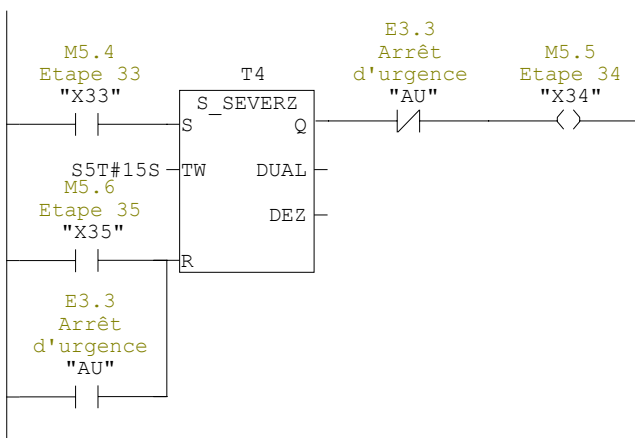 M5.4
Etape 33
"X33"
T4
S_SEVERZ
S
Q
S5T#15S
TW
DUAL
DEZ
R
E3.3
Arrêt
d'urgence
"AU"
M5.5
Etape 34
"X34"
M5.6
Etape 35
"X35"
E3.3
Arrêt
d'urgence
"AU"